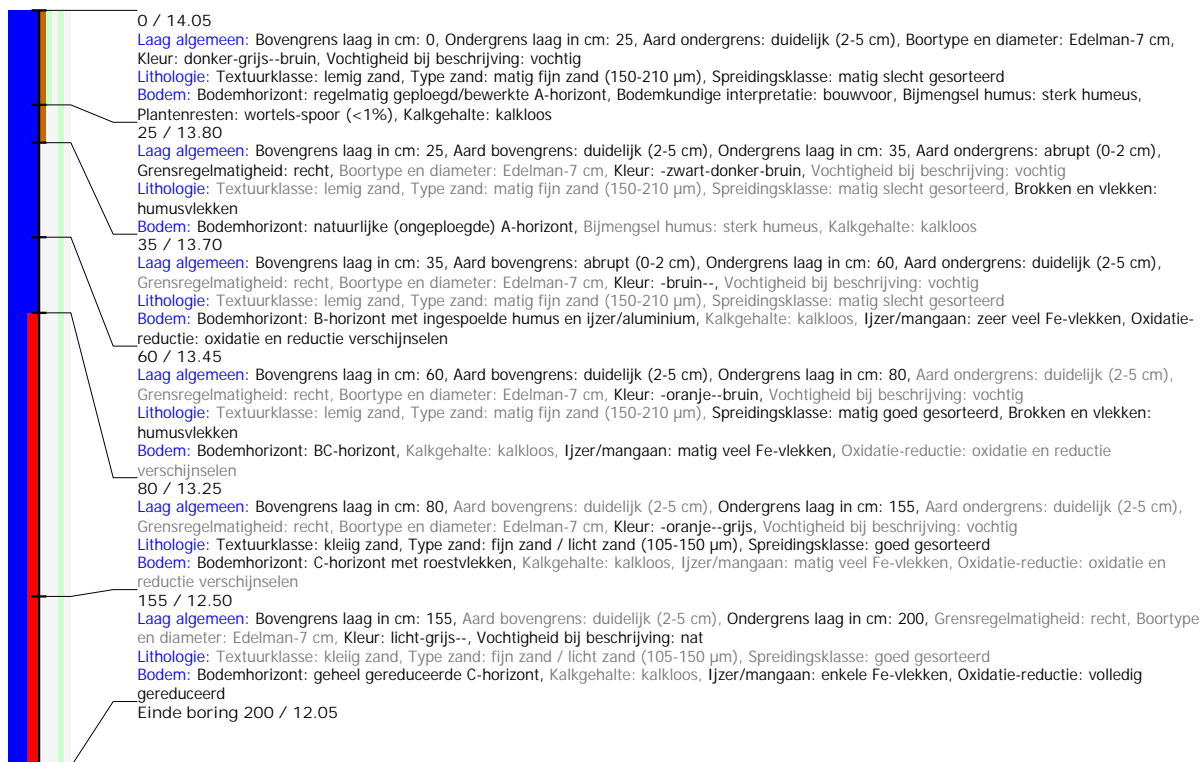 0 / 14.05
Laag algemeen: Bovengrens laag in cm: 0, Ondergrens laag in cm: 25, Aard ondergrens: duidelijk (2-5 cm), Boortype en diameter: Edelman-7 cm,
Kleur: donker-grijs--bruin, Vochtigheid bij beschrijving: vochtig
Lithologie: Textuurklasse: lemig zand, Type zand: matig fijn zand (150-210 µm), Spreidingsklasse: matig slecht gesorteerd
Bodem: Bodemhorizont: regelmatig geploegd/bewerkte A-horizont, Bodemkundige interpretatie: bouwvoor, Bijmengsel humus: sterk humeus,
Plantenresten: wortels-spoor (<1%), Kalkgehalte: kalkloos
25 / 13.80
Laag algemeen: Bovengrens laag in cm: 25, Aard bovengrens: duidelijk (2-5 cm), Ondergrens laag in cm: 35, Aard ondergrens: abrupt (0-2 cm),
Grensregelmatigheid: recht, Boortype en diameter: Edelman-7 cm, Kleur: -zwart-donker-bruin, Vochtigheid bij beschrijving: vochtig
Lithologie: Textuurklasse: lemig zand, Type zand: matig fijn zand (150-210 µm), Spreidingsklasse: matig slecht gesorteerd, Brokken en vlekken:
humusvlekken
Bodem: Bodemhorizont: natuurlijke (ongeploegde) A-horizont, Bijmengsel humus: sterk humeus, Kalkgehalte: kalkloos
35 / 13.70
Laag algemeen: Bovengrens laag in cm: 35, Aard bovengrens: abrupt (0-2 cm), Ondergrens laag in cm: 60, Aard ondergrens: duidelijk (2-5 cm),
Grensregelmatigheid: recht, Boortype en diameter: Edelman-7 cm, Kleur: -bruin--, Vochtigheid bij beschrijving: vochtig
Lithologie: Textuurklasse: lemig zand, Type zand: matig fijn zand (150-210 µm), Spreidingsklasse: matig slecht gesorteerd
Bodem: Bodemhorizont: B-horizont met ingespoelde humus en ijzer/aluminium, Kalkgehalte: kalkloos, Ijzer/mangaan: zeer veel Fe-vlekken, Oxidatie-
reductie: oxidatie en reductie verschijnselen
60 / 13.45
Laag algemeen: Bovengrens laag in cm: 60, Aard bovengrens: duidelijk (2-5 cm), Ondergrens laag in cm: 80, Aard ondergrens: duidelijk (2-5 cm),
Grensregelmatigheid: recht, Boortype en diameter: Edelman-7 cm, Kleur: -oranje--bruin, Vochtigheid bij beschrijving: vochtig
Lithologie: Textuurklasse: lemig zand, Type zand: matig fijn zand (150-210 µm), Spreidingsklasse: matig goed gesorteerd, Brokken en vlekken:
humusvlekken
Bodem: Bodemhorizont: BC-horizont, Kalkgehalte: kalkloos, Ijzer/mangaan: matig veel Fe-vlekken, Oxidatie-reductie: oxidatie en reductie
verschijnselen
80 / 13.25
Laag algemeen: Bovengrens laag in cm: 80, Aard bovengrens: duidelijk (2-5 cm), Ondergrens laag in cm: 155, Aard ondergrens: duidelijk (2-5 cm),
Grensregelmatigheid: recht, Boortype en diameter: Edelman-7 cm, Kleur: -oranje--grijs, Vochtigheid bij beschrijving: vochtig
Lithologie: Textuurklasse: kleiig zand, Type zand: fijn zand / licht zand (105-150 µm), Spreidingsklasse: goed gesorteerd
Bodem: Bodemhorizont: C-horizont met roestvlekken, Kalkgehalte: kalkloos, Ijzer/mangaan: matig veel Fe-vlekken, Oxidatie-reductie: oxidatie en
reductie verschijnselen
155 / 12.50
Laag algemeen: Bovengrens laag in cm: 155, Aard bovengrens: duidelijk (2-5 cm), Ondergrens laag in cm: 200, Grensregelmatigheid: recht, Boortype
en diameter: Edelman-7 cm, Kleur: licht-grijs--, Vochtigheid bij beschrijving: nat
Lithologie: Textuurklasse: kleiig zand, Type zand: fijn zand / licht zand (105-150 µm), Spreidingsklasse: goed gesorteerd
Bodem: Bodemhorizont: geheel gereduceerde C-horizont, Kalkgehalte: kalkloos, Ijzer/mangaan: enkele Fe-vlekken, Oxidatie-reductie: volledig
gereduceerd
Einde boring 200 / 12.05